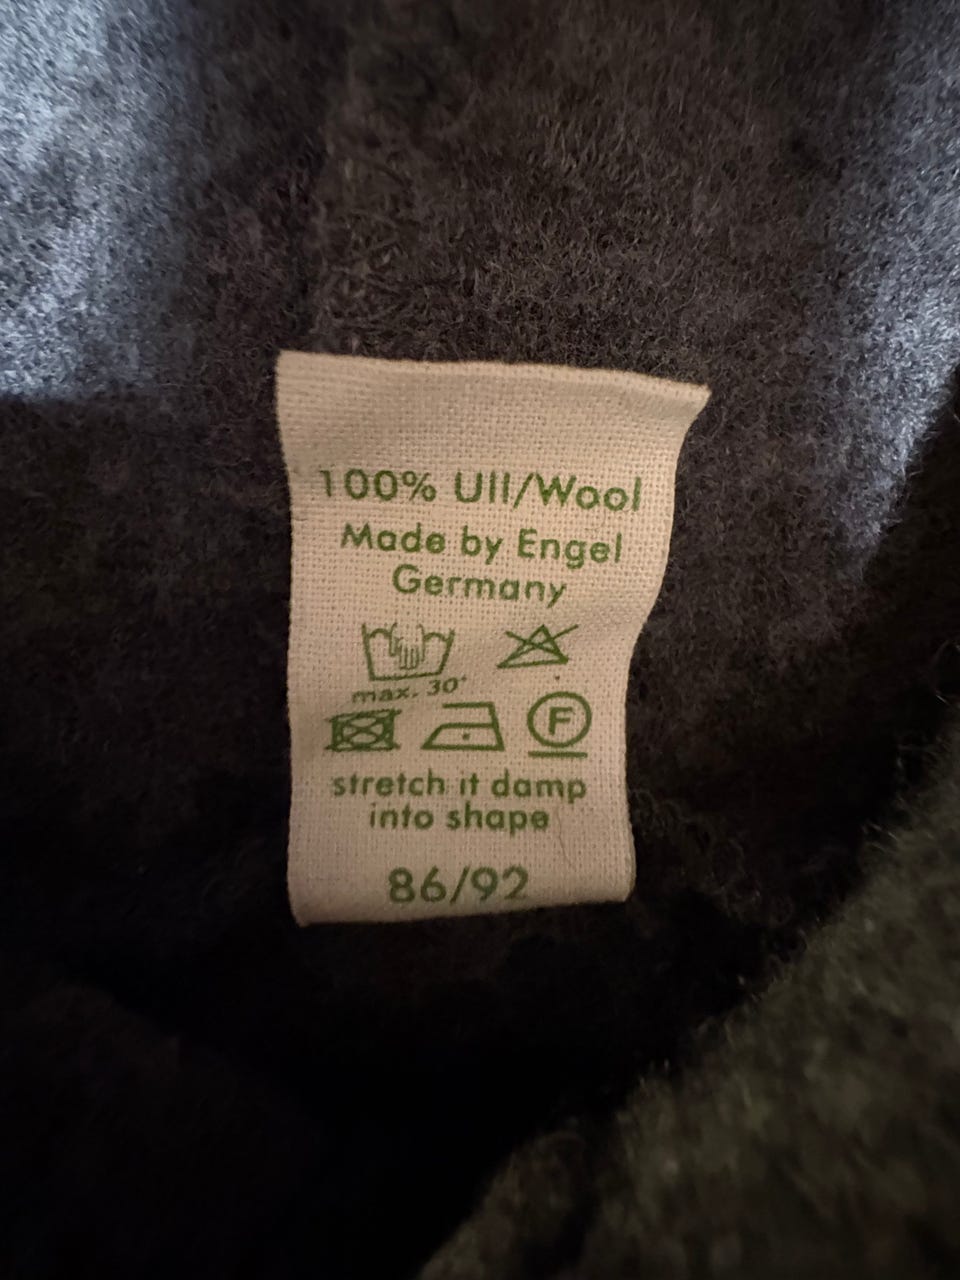 100% Ull/Wool
Made by Engel
Germany
max. 30°
F
stretch it damp
into shape
86/92